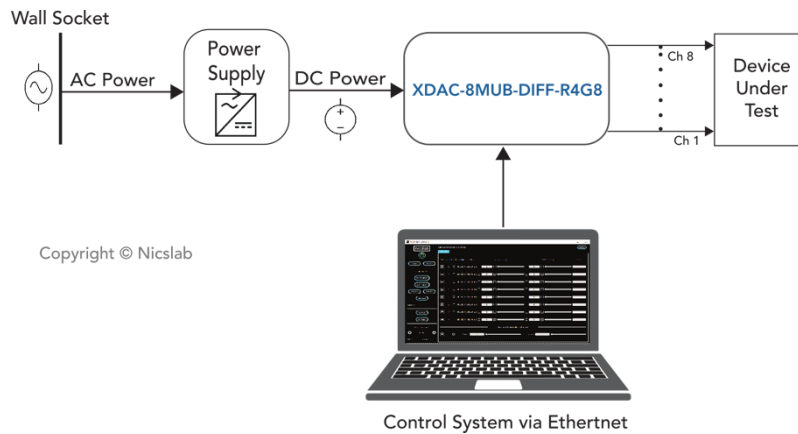 Wall Socket
AC Power
Power
Supply
DC Power
XDAC-8MUB-DIFF-R4G8
Ch 8
Ch 1
Device
Under
Test
Copyright © Nicslab
Control System via Ethertnet